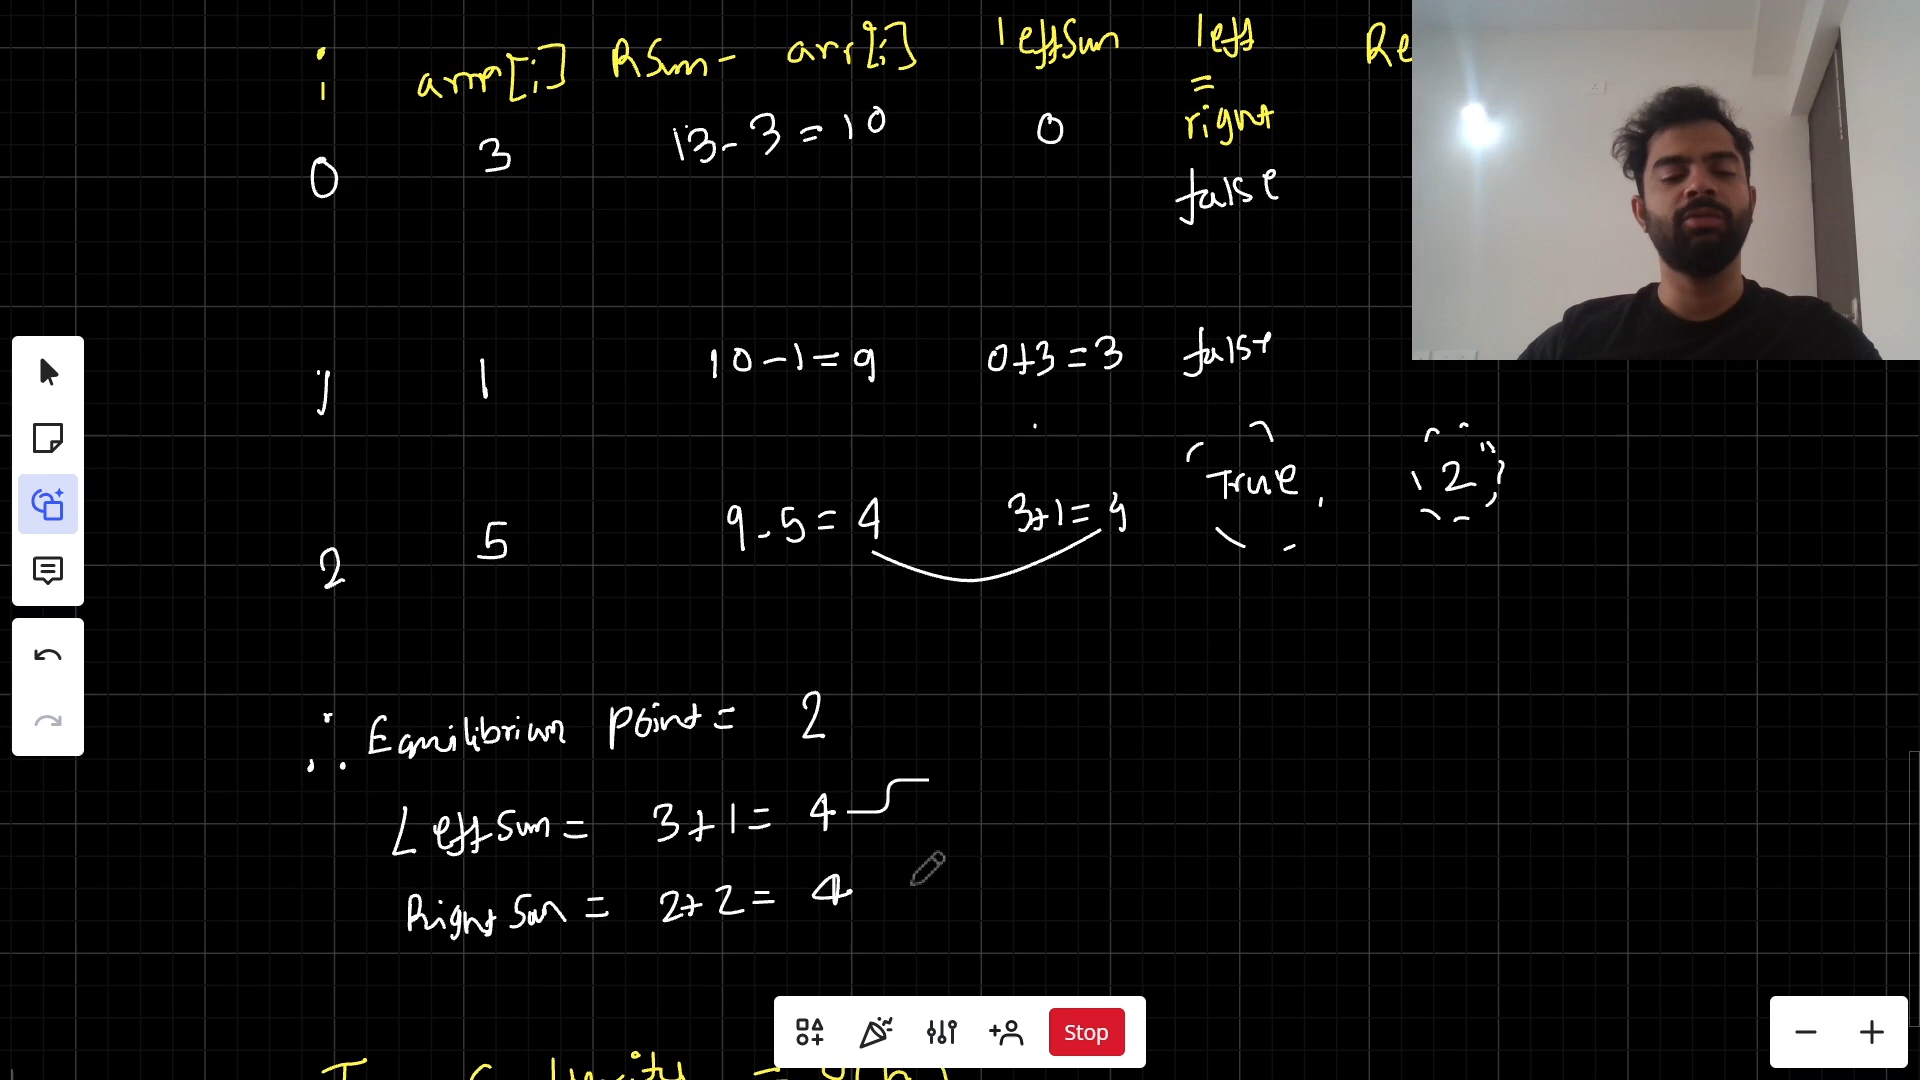 i arr[i] RSum - arr[i] leftSum left = right Re
0 3 13-3=10 0 false
1 1 10-1=9 0+3=3 false
2 5 9-5=4 3+1=4 True. 2
∴ Equilibrium Point = 2
LeftSum = 3+1= 4
Right Sum = 2+2= 4
Stop